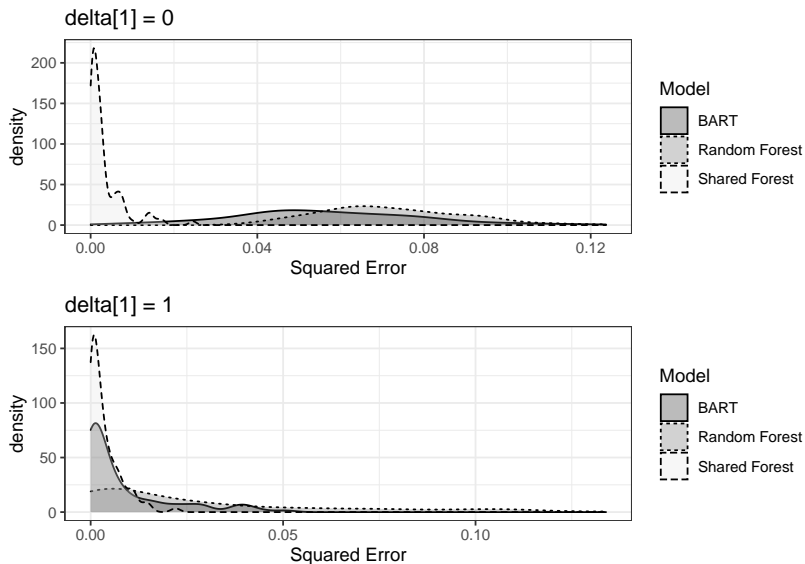 delta[1] = 0
density
200
150
100
50
0
0.00 0.04 0.08 0.12
Squared Error
Model
BART
Random Forest
Shared Forest
delta[1] = 1
density
150
100
50
0
0.00 0.05 0.10
Squared Error
Model
BART
Random Forest
Shared Forest